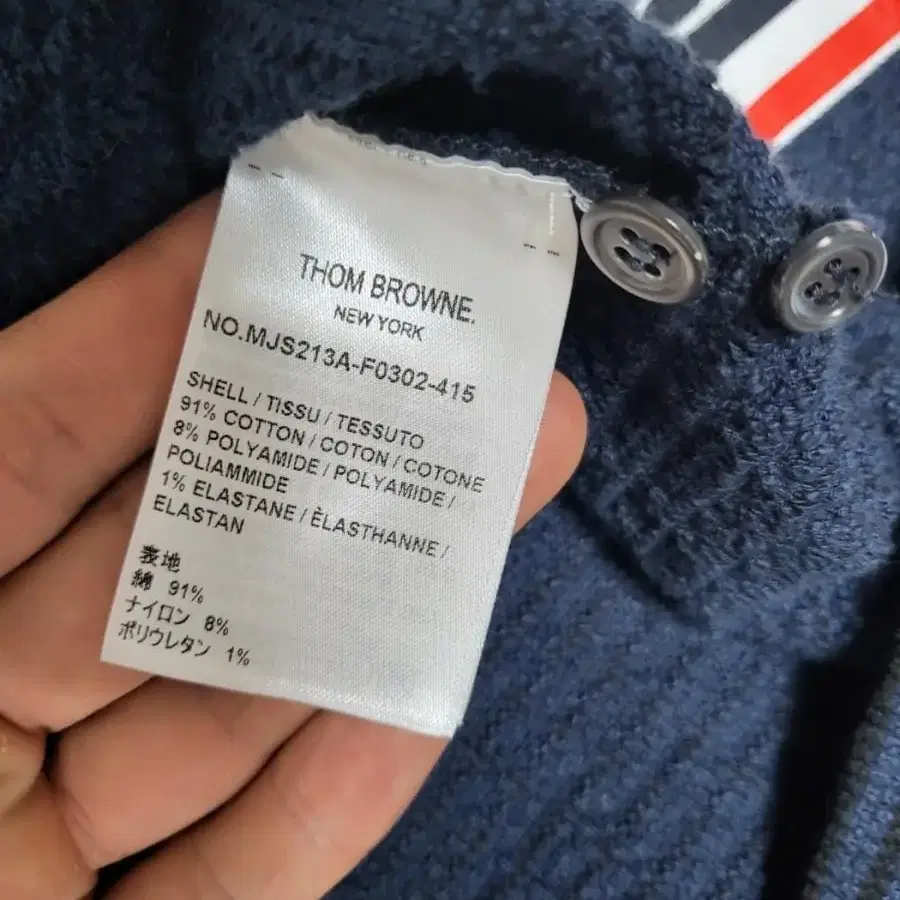 THOM BROWNE.
NEW YORK
NO.MJS213A-F0302-415
SHELL / TISSU / TESSUTO
91% COTTON / COTON / COTONE
8% POLYAMIDE / POLYAMIDE /
POLIAMMIDE
1% ELASTANE / ÈLASTHANNE /
ELASTAN
表地
綿 91%
ナイロン 8%
ポリウレタン 1%